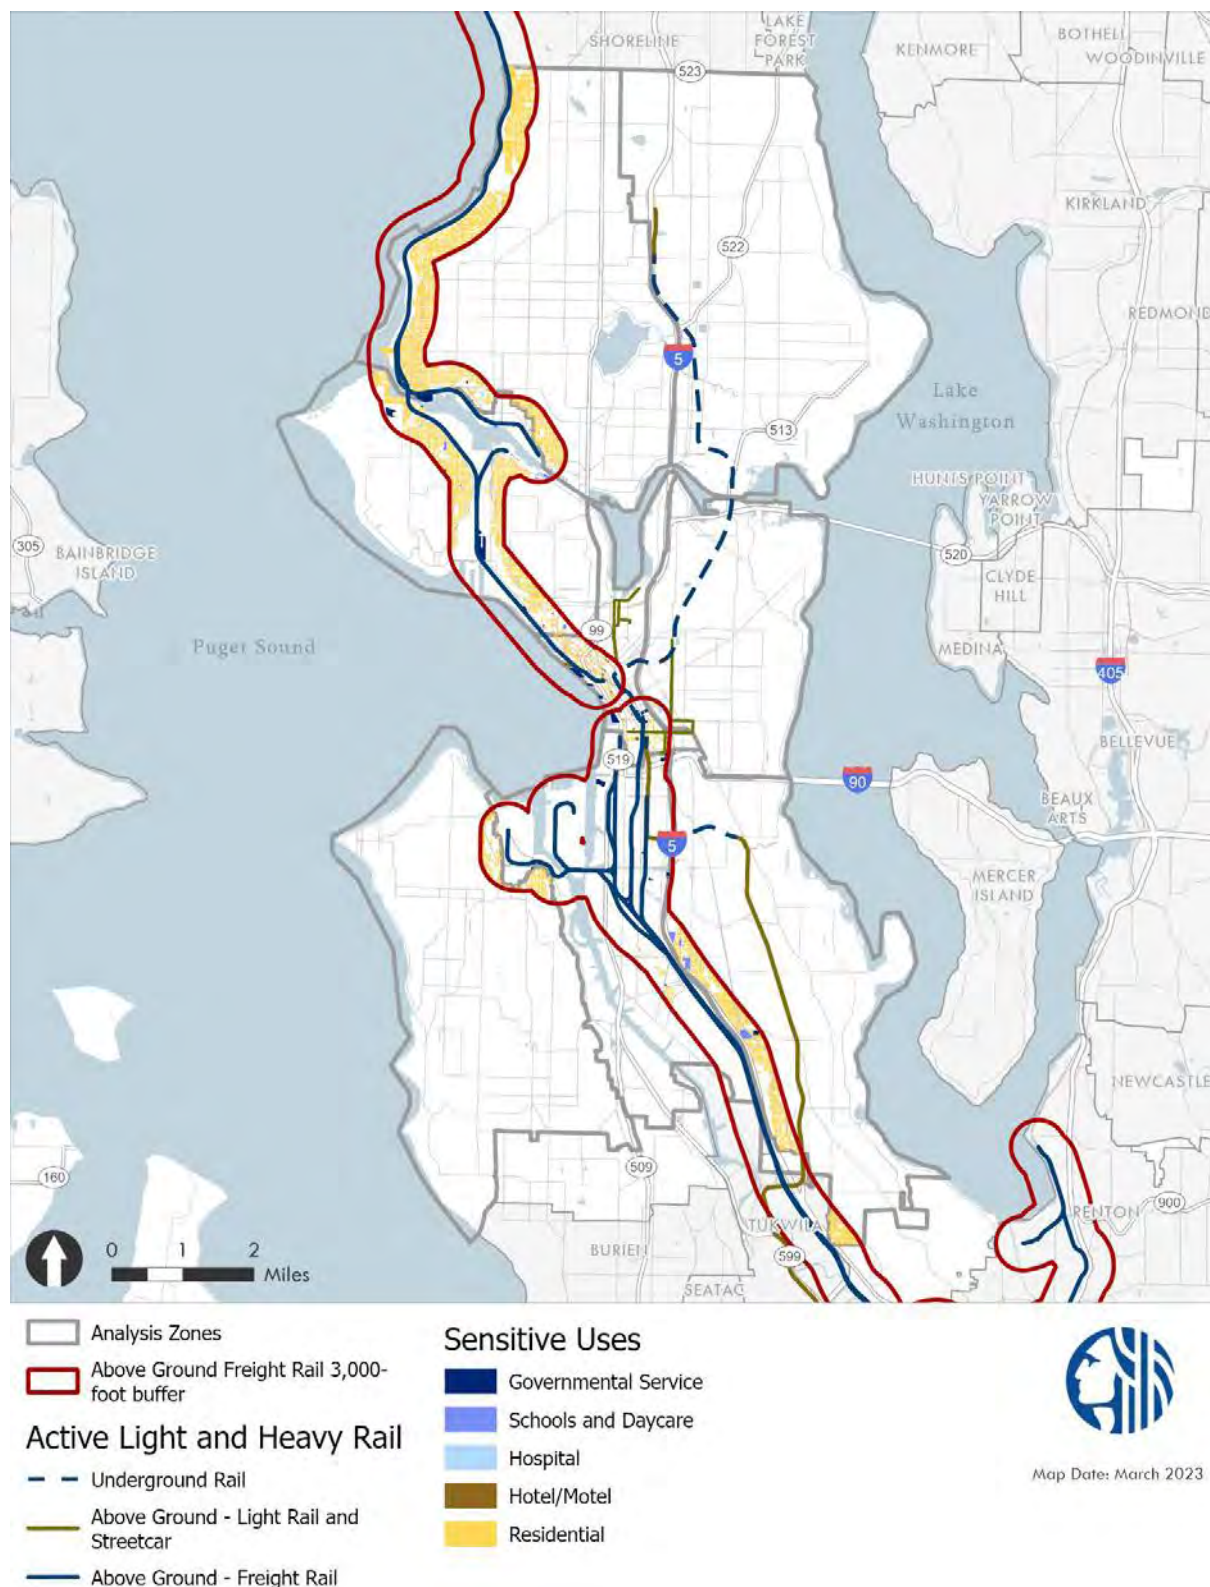 SHORELINE
LAKE
FOREST
PARK
KENMORE
BOTHELL
WOODINVILLE
523
KIRKLAND
522
REDMOND
5
Lake
Washington
513
HUNTS POINT
YARROW
POINT
305
BAINBRIDGE
ISLAND
520
CLYDE
HILL
99
Puget Sound
MEDINA
405
519
BELLEVUE
90
BEAUX
ARTS
5
MERCER
ISLAND
NEWCASTLE
160
509
RENTON
900
TUKWILA
BURIEN
599
SEATAC
0 1 2
Miles
Analysis Zones
Above Ground Freight Rail 3,000-
foot buffer
Active Light and Heavy Rail
Underground Rail
Above Ground - Light Rail and
Streetcar
Above Ground - Freight Rail
Sensitive Uses
Governmental Service
Schools and Daycare
Hospital
Hotel/Motel
Residential
Map Date: March 2023